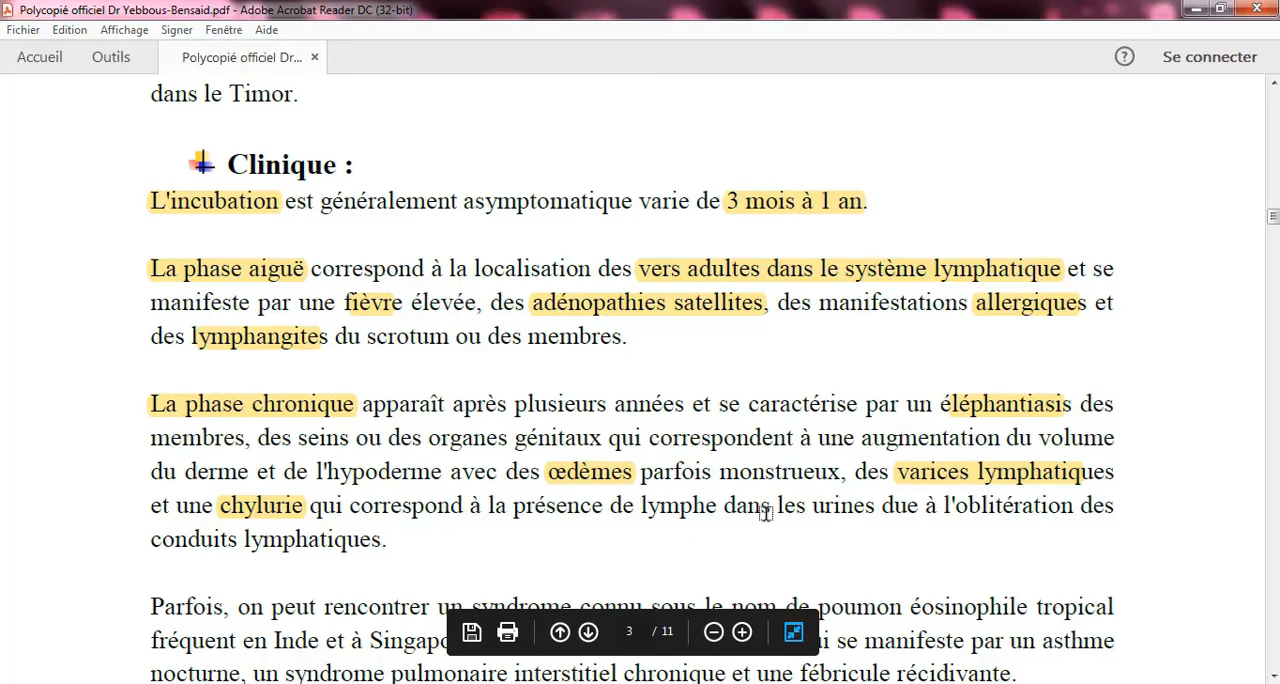 Polycopié officiel Dr Yebbous-Bensaid.pdf - Adobe Acrobat Reader DC (32-bit)
Fichier Edition Affichage Signer Fenêtre Aide
Accueil Outils Polycopié officiel Dr... × ? Se connecter
dans le Timor.
Clinique :
L'incubation est généralement asymptomatique varie de 3 mois à 1 an.
La phase aiguë correspond à la localisation des vers adultes dans le système lymphatique et se
manifeste par une fièvre élevée, des adénopathies satellites, des manifestations allergiques et
des lymphangites du scrotum ou des membres.
La phase chronique apparaît après plusieurs années et se caractérise par un éléphantiasis des
membres, des seins ou des organes génitaux qui correspondent à une augmentation du volume
du derme et de l'hypoderme avec des œdèmes parfois monstrueux, des varices lymphatiques
et une chylurie qui correspond à la présence de lymphe dans les urines due à l'oblitération des
conduits lymphatiques.
Parfois, on peut rencontrer un syndrome connu sous le nom de poumon éosinophile tropical
fréquent en Inde et à se manifeste par un asthme
3 / 11
nocturne, un syndrome pulmonaire interstitiel chronique et une fébricule récidivante.